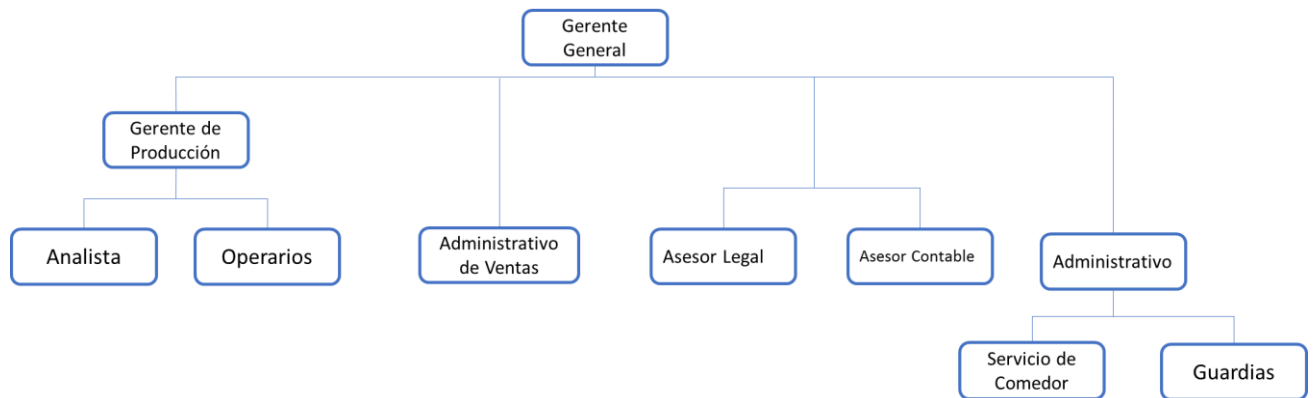 Gerente
General
Gerente de
Producción
Analista
Operarios
Administrativo
de Ventas
Asesor Legal
Asesor Contable
Administrativo
Servicio de
Comedor
Guardias